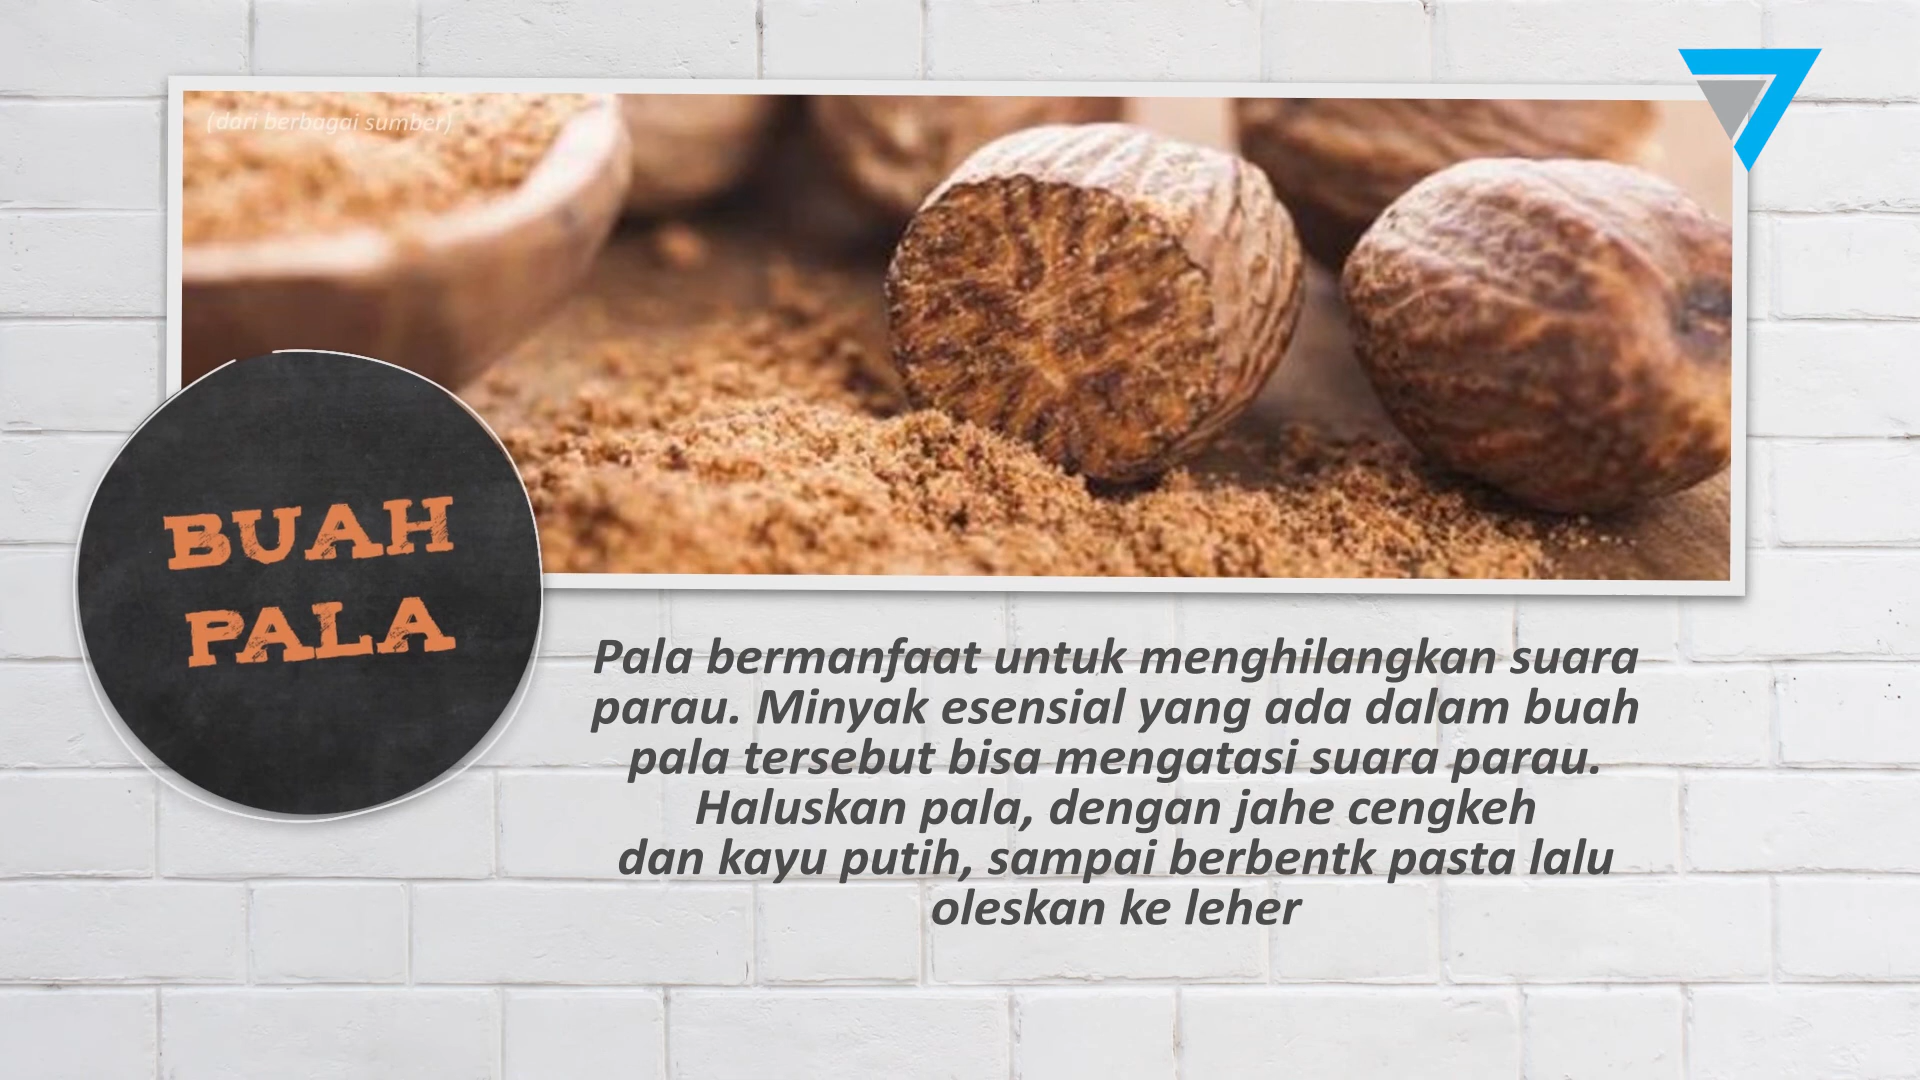 (dari berbagai sumber)
BUAH
PALA
Pala bermanfaat untuk menghilangkan suara
parau. Minyak esensial yang ada dalam buah
pala tersebut bisa mengatasi suara parau.
Haluskan pala, dengan jahe cengkeh
dan kayu putih, sampai berbentk pasta lalu
oleskan ke leher